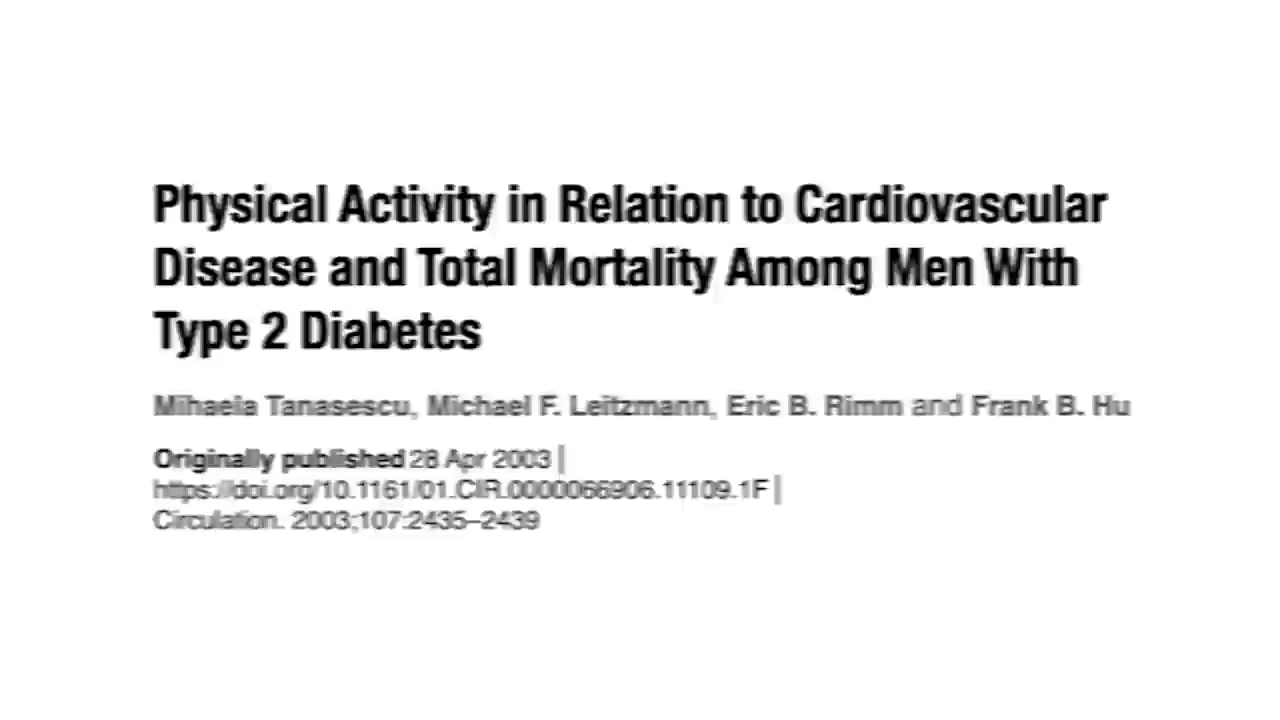 Physical Activity in Relation to Cardiovascular
Disease and Total Mortality Among Men With
Type 2 Diabetes
Mihaela Tanasescu, Michael F. Leitzmann, Eric B. Rimm and Frank B. Hu
Originally published 28 Apr 2003 |
https://doi.org/10.1161/01.CIR.0000066906.11109.1F |
Circulation. 2003;107:2435–2439